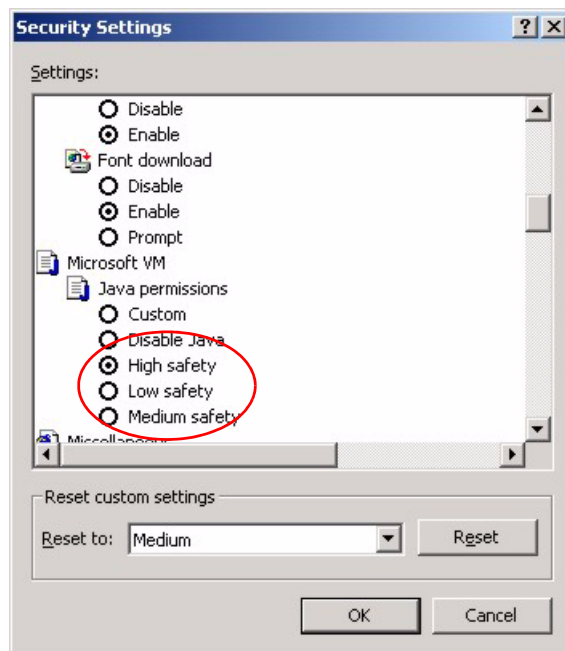 Security Settings
Settings:
Disable
Enable
Font download
Disable
Enable
Prompt
Microsoft VM
Java permissions
Custom
Disable Java
High safety
Low safety
Medium safety
Miscellaneous
Reset custom settings
Reset to: Medium Reset
OK Cancel